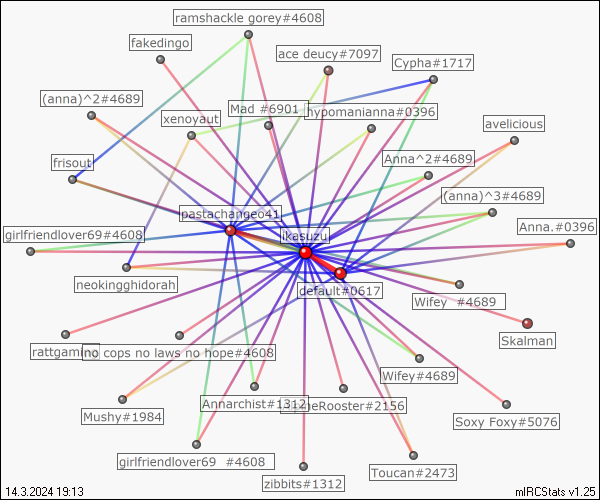 ramshackle gorey#4608
fakedingo
ace deucy#7097
Cypha#1717
(anna)^2#4689
xenoyaut
Mad #6901
hypomanianna#0396
avelicious
frisout
Anna^2#4689
(anna)^3#4689
pastachangeo41
girlfriendlover69#4608
ikasuzu
Anna.#0396
neokingghidorah
default#0617
Wifey  #4689
Skalman
rattgaming
no cops no laws no hope#4608
Wifey#4689
Mushy#1984
Annarchist#1312
Soxy Foxy#5076
girlfriendlover69  #4608
zibbits#1312
Toucan#2473
14.3.2024 19:13
mIRCStats v1.25